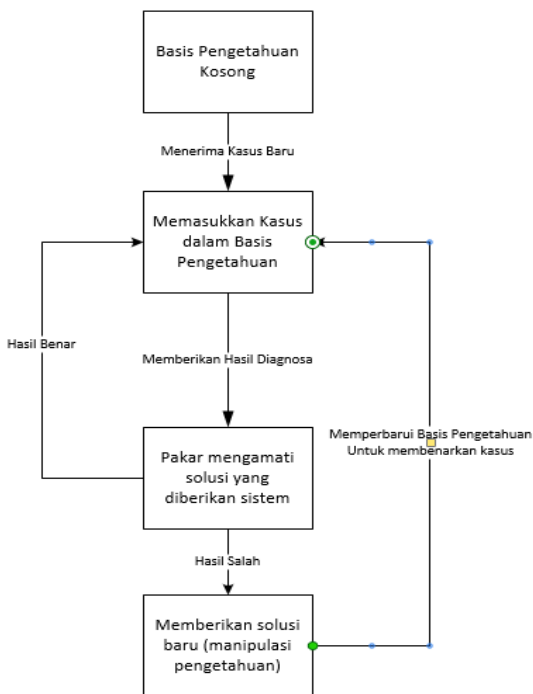 Basis Pengetahuan
Kosong
Menerima Kasus Baru
Memasukkan Kasus
dalam Basis
Pengetahuan
Hasil Benar
Memberikan Hasil Diagnosa
Memperbarui Basis Pengetahuan
Untuk membenarkan kasus
Pakar mengamati
solusi yang
diberikan sistem
Hasil Salah
Memberikan solusi
baru (manipulasi
pengetahuan)